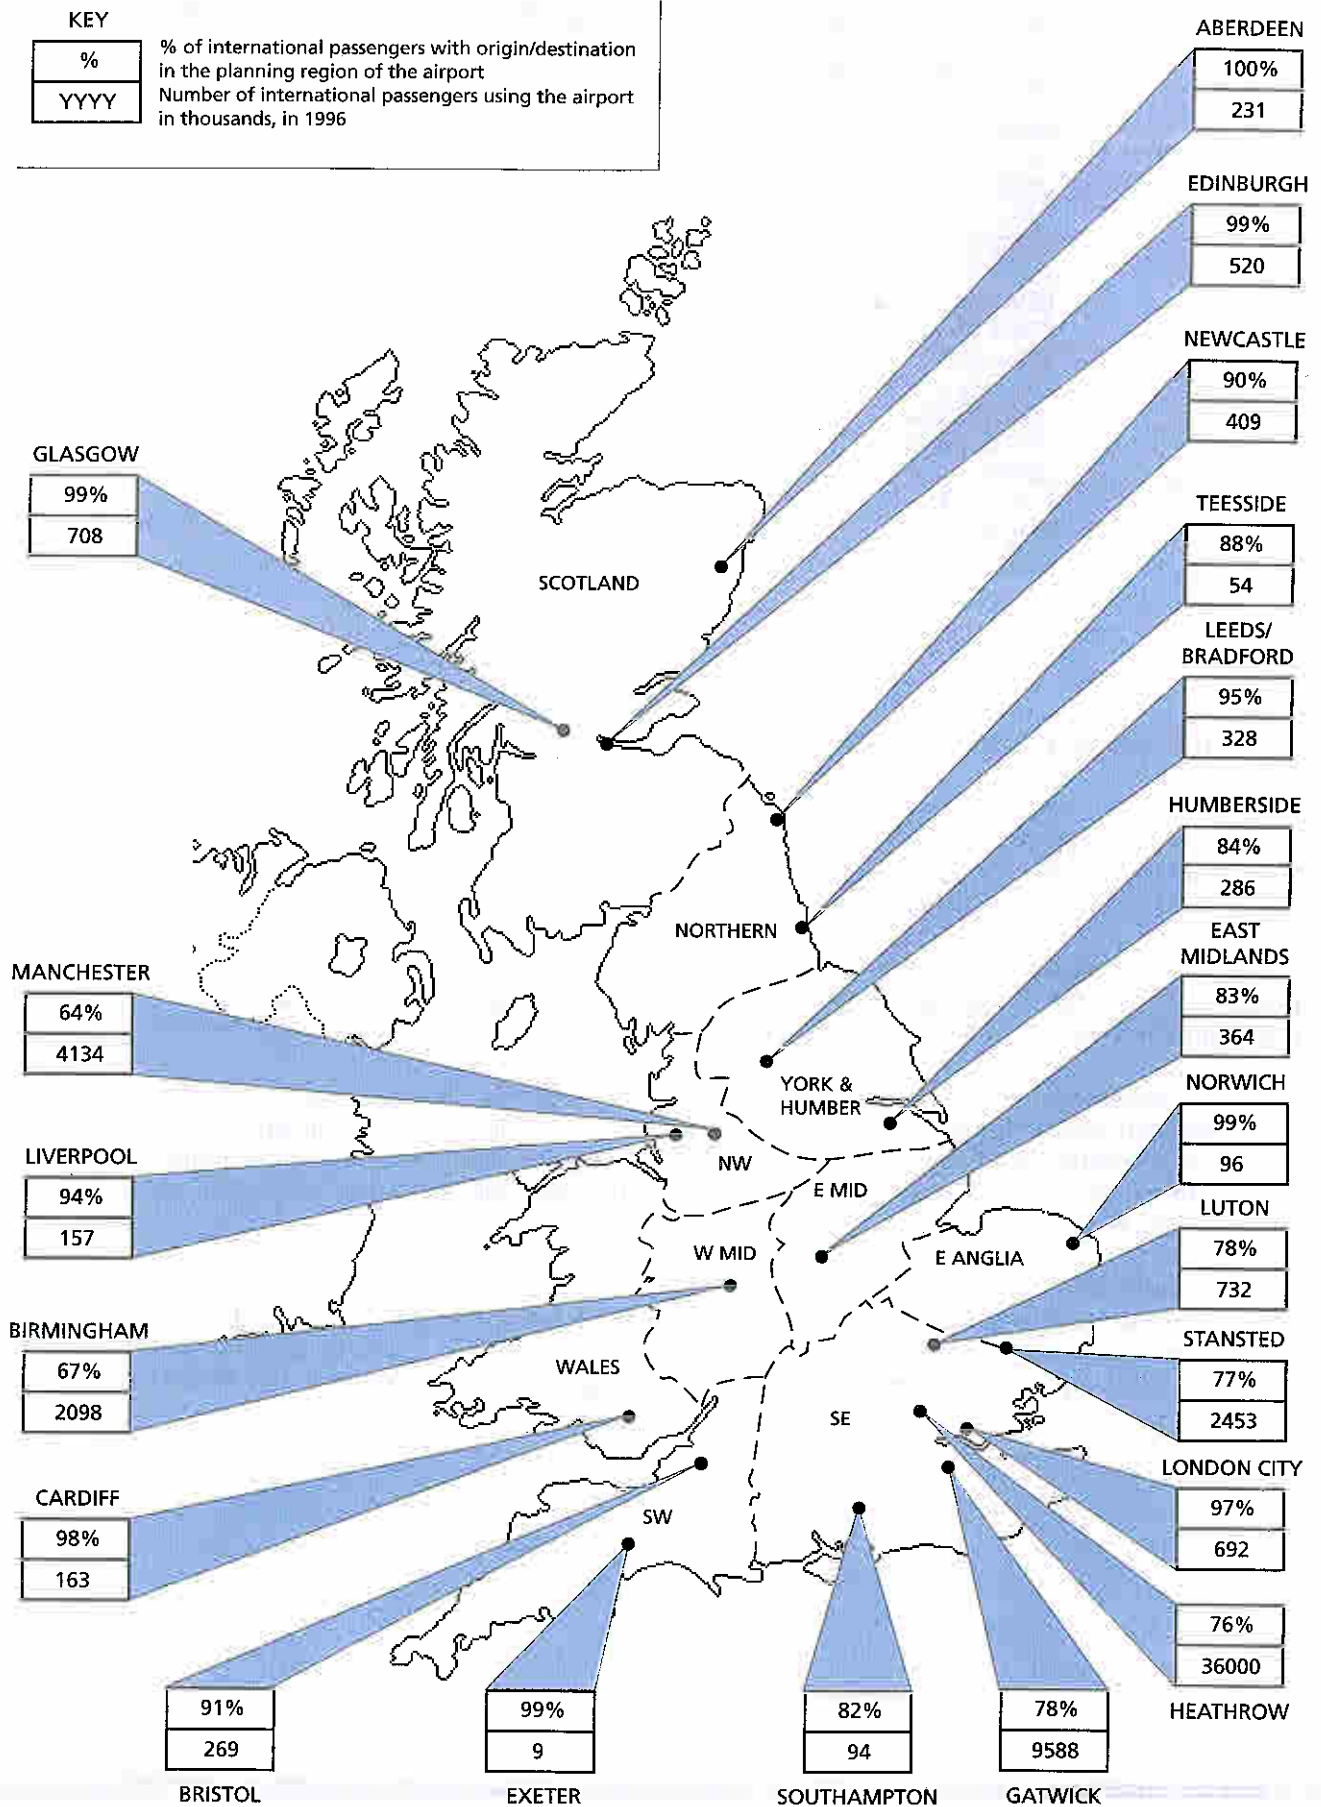 KEY
%
% of international passengers with origin/destination
in the planning region of the airport
YYYY
Number of international passengers using the airport
in thousands, in 1996
ABERDEEN
100%
231
EDINBURGH
99%
520
NEWCASTLE
90%
409
TEESSIDE
88%
54
LEEDS/
BRADFORD
95%
328
HUMBERSIDE
84%
286
EAST
MIDLANDS
83%
364
NORWICH
99%
96
LUTON
78%
732
STANSTED
77%
2453
LONDON CITY
97%
692
76%
36000
HEATHROW
GLASGOW
99%
708
MANCHESTER
64%
4134
LIVERPOOL
94%
157
BIRMINGHAM
67%
2098
CARDIFF
98%
163
91%
269
BRISTOL
99%
9
EXETER
82%
94
SOUTHAMPTON
78%
9588
GATWICK
SCOTLAND
NORTHERN
YORK &
HUMBER
NW
E MID
W MID
E ANGLIA
WALES
SE
SW